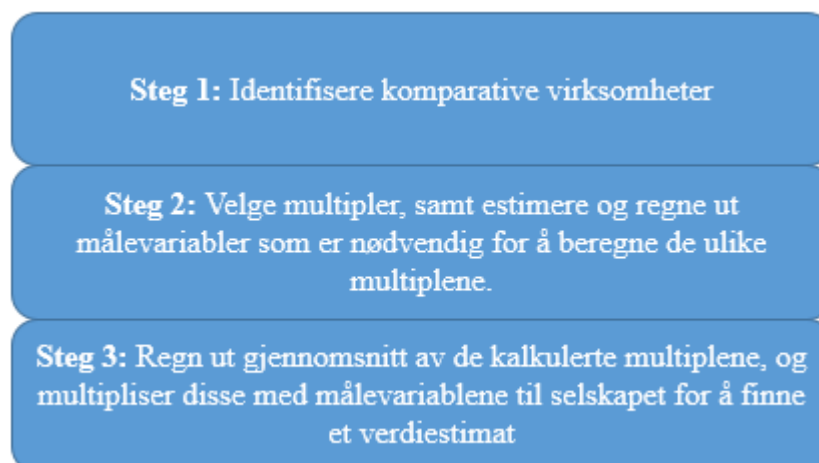 Steg 1: Identifisere komparative virksomheter
Steg 2: Velge multipler, samt estimere og regne ut
målevariabler som er nødvendig for å beregne de ulike
multiplene.
Steg 3: Regn ut gjennomsnitt av de kalkulerte multiplene, og
multipliser disse med målevariablene til selskapet for å finne
et verdiestimat